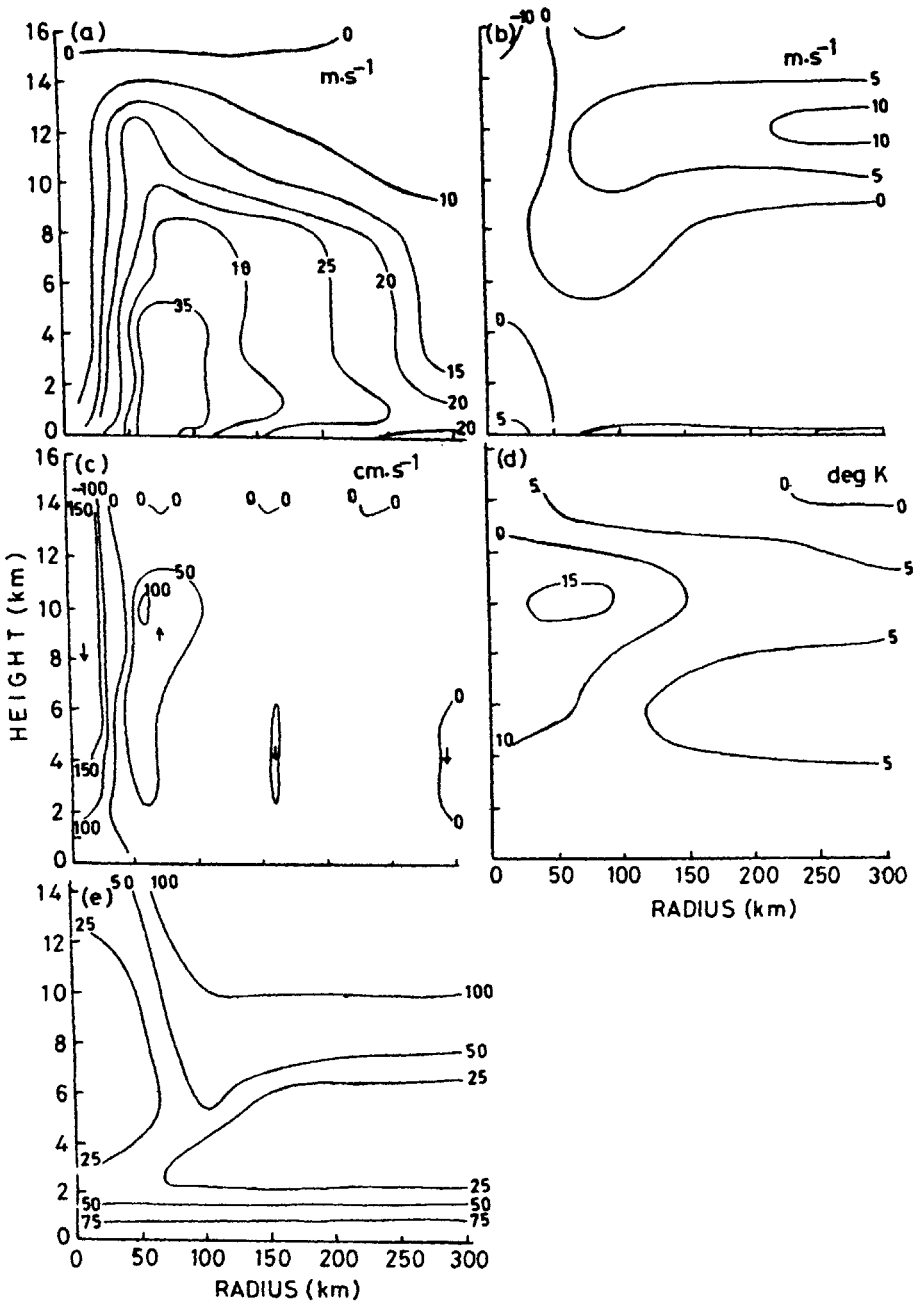 16 (a) 0 0 -10 0 (b)
m·s⁻¹ m·s⁻¹
14 5
12 10
10
10 10 5
0
8
10 25 20
6
35 0
4
15
2
20 5
0 20
16 (c) cm·s⁻¹ (d) deg K
-100 0 0 0 0 0 0 0 5 0 0
14 150
0
12
50 5
100 15
10
HEIGHT (km)
8 5
6 0
10
4 150 5
2 100 0
0
0 50 100 150 200 250 300
RADIUS (km)
14 (e) 50 100
25
12
10 100
8 50
25
6
4
25
2 25
50 50
75 75
0
0 50 100 150 200 250 300
RADIUS (km)